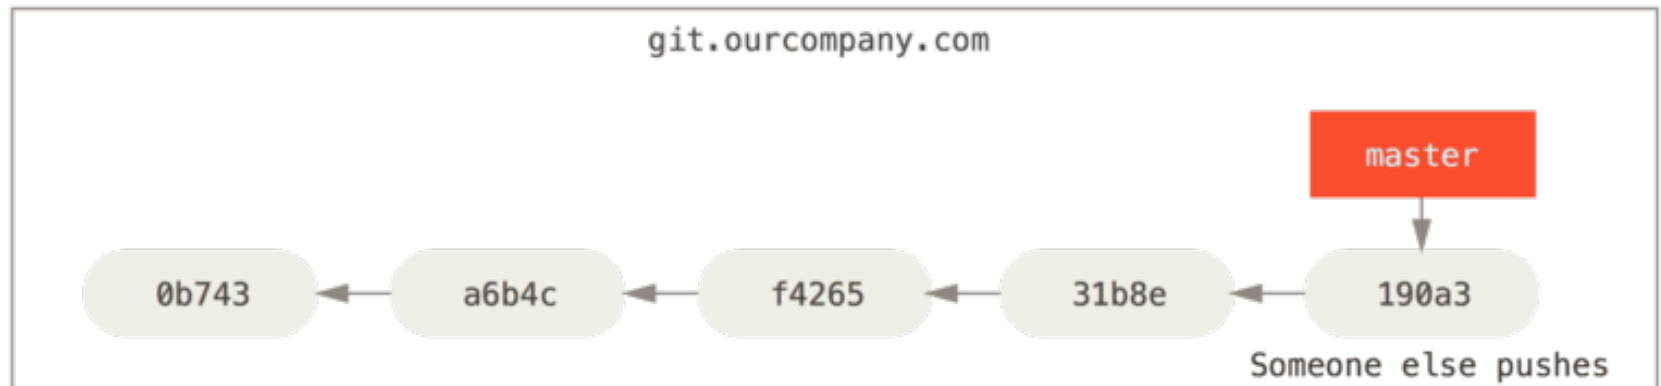 git.ourcompany.com
master
0b743 a6b4c f4265 31b8e 190a3
Someone else pushes